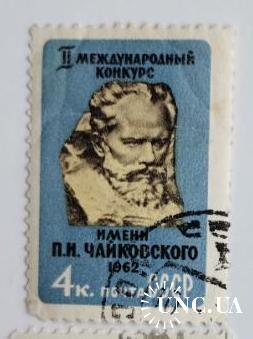 II МЕЖДУНАРОДНЫЙ
КОНКУРС
ИМЕНИ
П.И. ЧАЙКОВСКОГО
1962
4к. почта СССР
UNC.UA